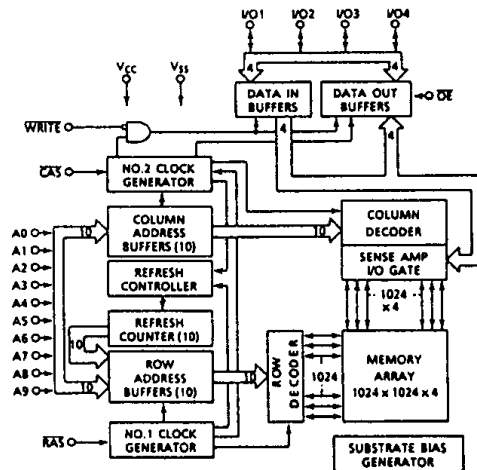 I/O1 I/O2 I/O3 I/O4
4 4
VCC VSS
DATA IN
BUFFERS
DATA OUT
BUFFERS
OE
WRITE
4 4
CAS
NO.2 CLOCK
GENERATOR
A0
A1
A2
A3
A4
A5
A6
A7
A8
A9
10
COLUMN
ADDRESS
BUFFERS (10)
10
COLUMN
DECODER
SENSE AMP
I/O GATE
REFRESH
CONTROLLER
1024
x 4
REFRESH
COUNTER (10)
10
10
ROW
ADDRESS
BUFFERS (10)
10
ROW
DECODER
1024
MEMORY
ARRAY
1024 x 1024 x 4
RAS
NO.1 CLOCK
GENERATOR
SUBSTRATE BIAS
GENERATOR